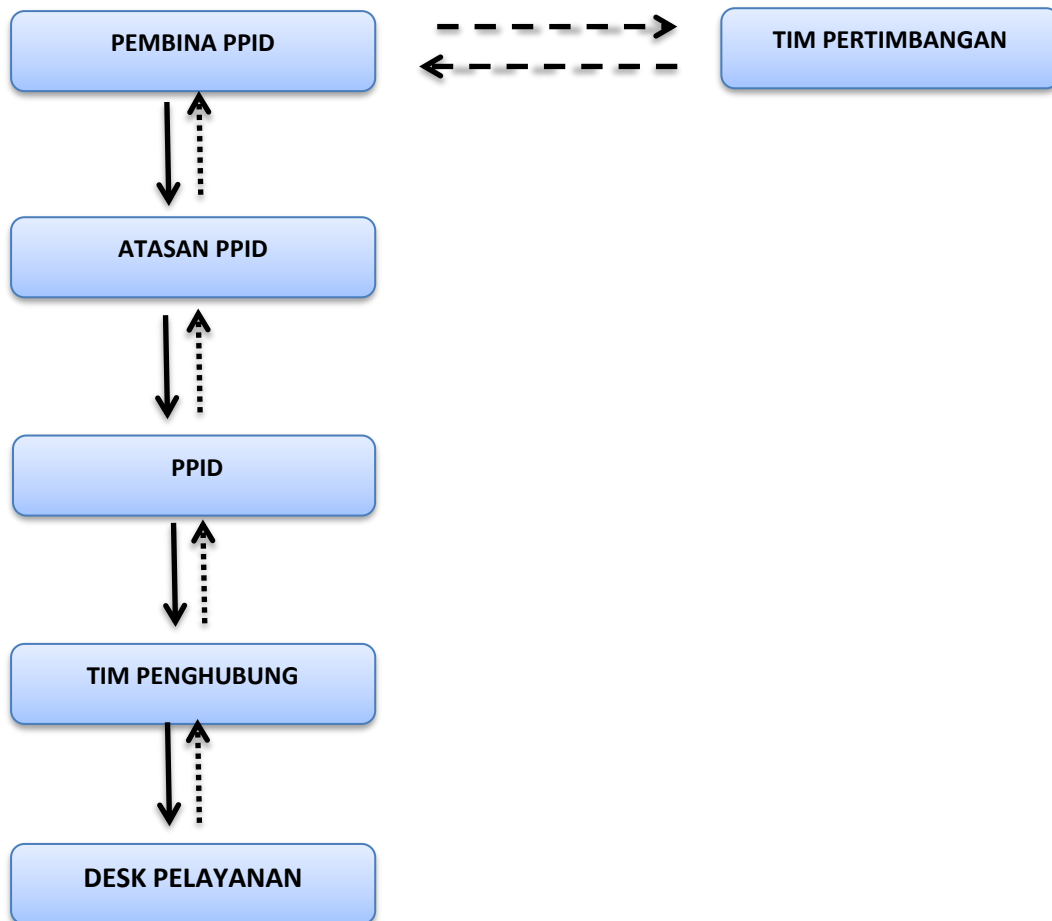 PEMBINA PPID
TIM PERTIMBANGAN
ATASAN PPID
PPID
TIM PENGHUBUNG
DESK PELAYANAN